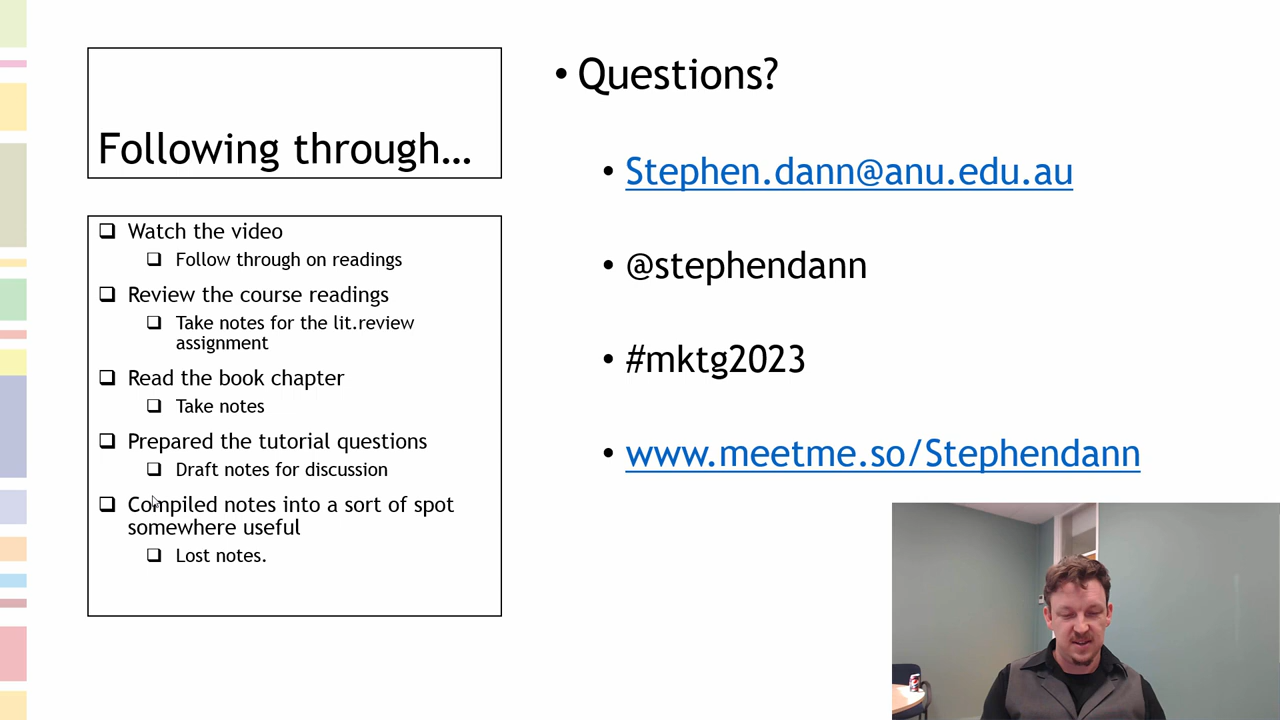 Following through…
Watch the video
Follow through on readings
Review the course readings
Take notes for the lit.review
assignment
Read the book chapter
Take notes
Prepared the tutorial questions
Draft notes for discussion
Compiled notes into a sort of spot
somewhere useful
Lost notes.
• Questions?
• Stephen.dann@anu.edu.au
• @stephendann
• #mktg2023
• www.meetme.so/Stephendann